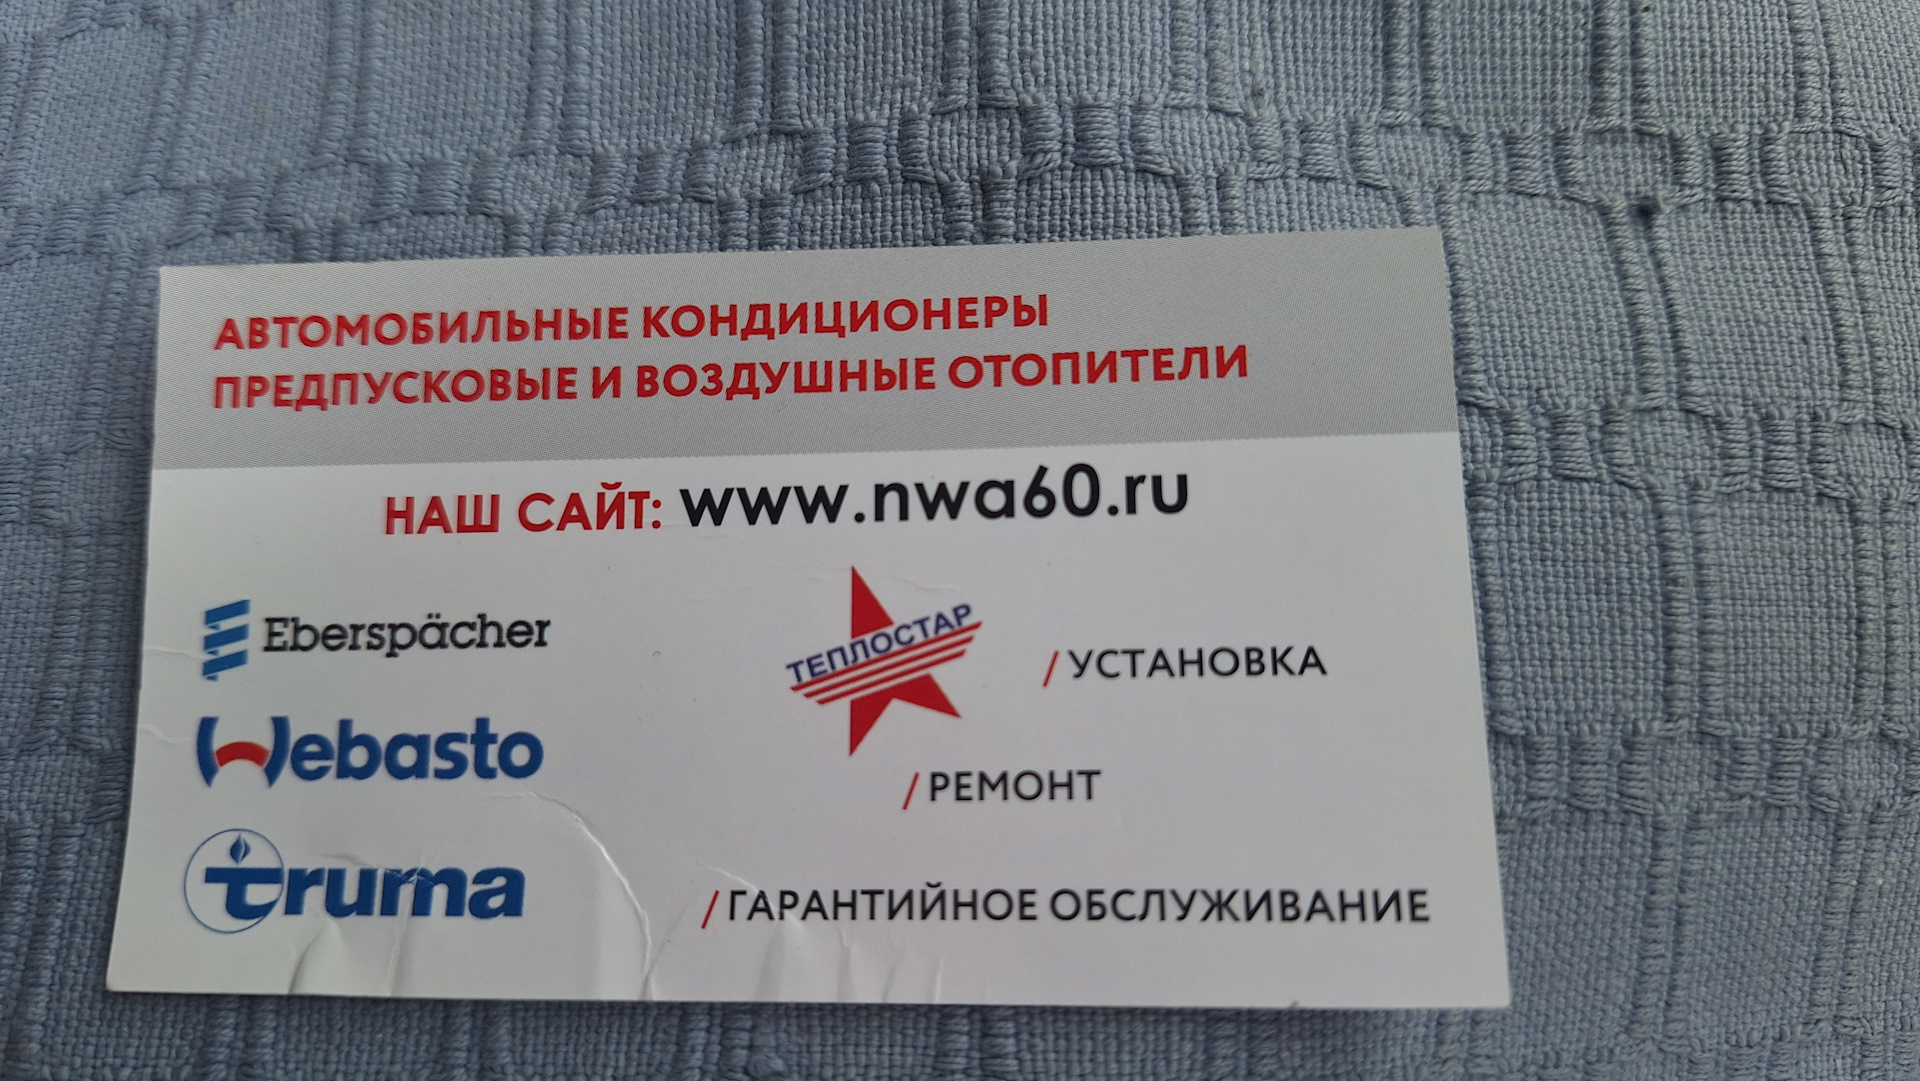 АВТОМОБИЛЬНЫЕ КОНДИЦИОНЕРЫ
ПРЕДПУСКОВЫЕ И ВОЗДУШНЫЕ ОТОПИТЕЛИ
НАШ САЙТ: www.nwa60.ru
Eberspächer
Webasto
truma
ТЕПЛОСТАР
/УСТАНОВКА
/РЕМОНТ
/ГАРАНТИЙНОЕ ОБСЛУЖИВАНИЕ